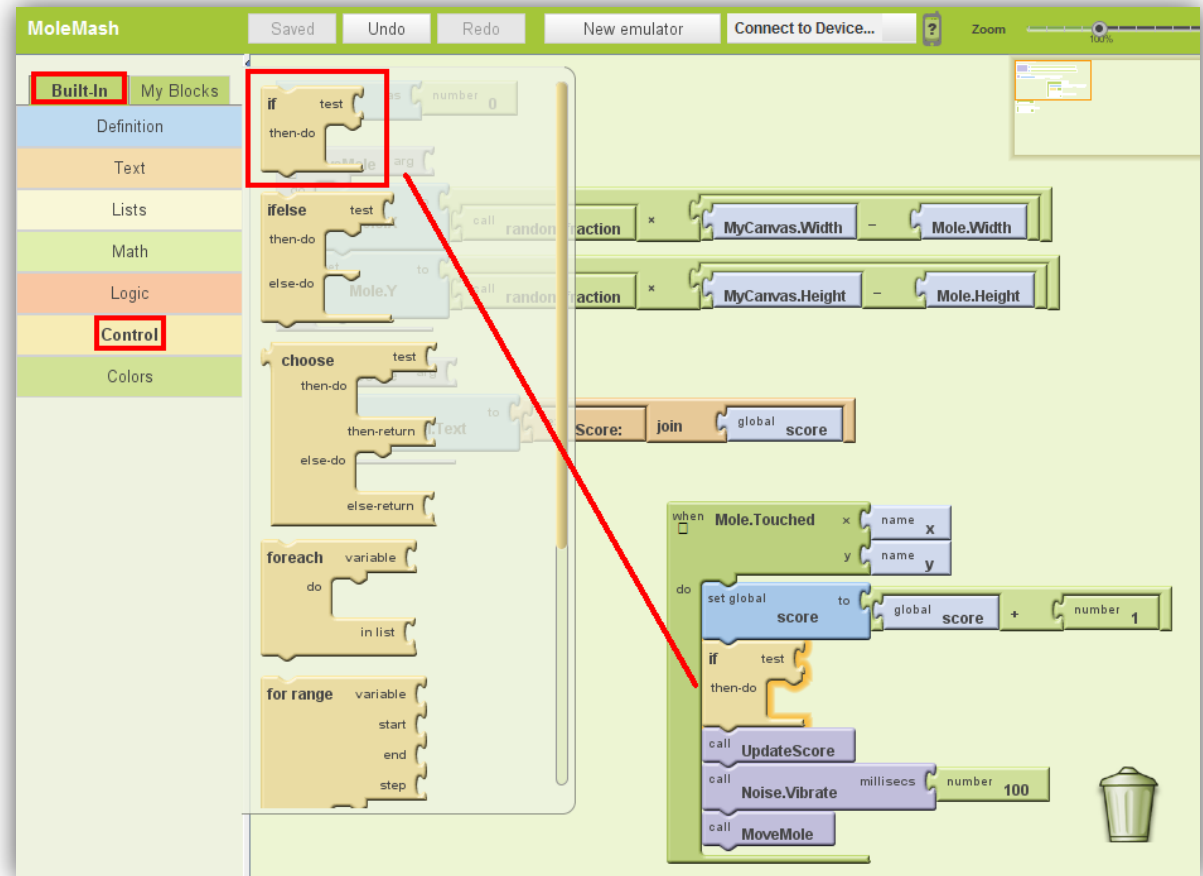 MoleMash Saved Undo Redo New emulator Connect to Device... ? Zoom 100%
Built-In My Blocks
Definition
Text
Lists
Math
Logic
Control
Colors
if test
then-do
number 0
Mole arg
ifelse test
then-do
else-do
call random fraction × MyCanvas.Width − Mole.Width
to
Mole.Y
call random fraction × MyCanvas.Height − Mole.Height
choose test
then-do
then-return
else-do
else-return
arg
.Text to Score: join global score
foreach variable
do
in list
for range variable
start
end
step
when Mole.Touched x name x
y name y
do
set global score to global score + number 1
if test
then-do
call UpdateScore
call Noise.Vibrate millisecs number 100
call MoveMole